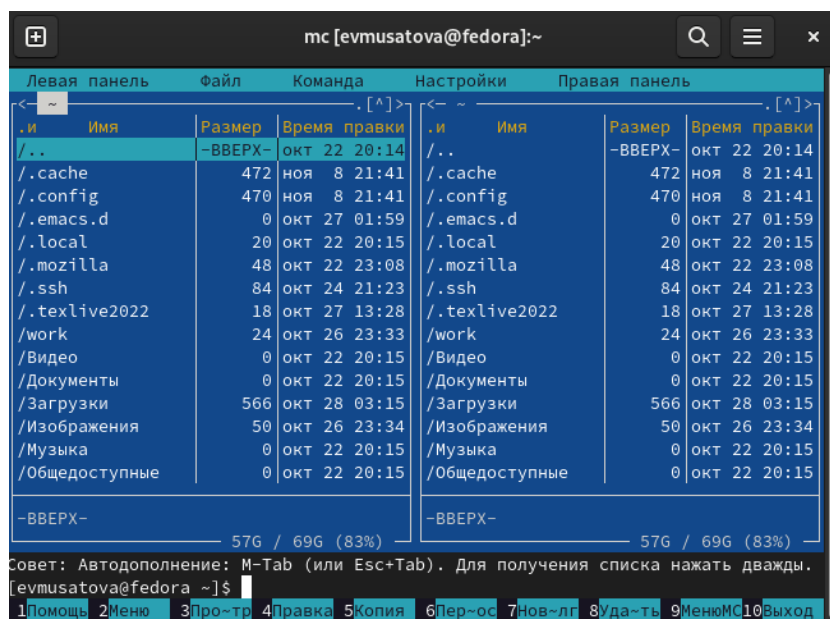 mc [evmusatova@fedora]:~
Левая панель Файл Команда Настройки Правая панель
<— ~ .[^]> <— ~ .[^]>
.и Имя Размер Время правки .и Имя Размер Время правки
/.. -ВВЕРХ- окт 22 20:14 /.. -ВВЕРХ- окт 22 20:14
/.cache 472 ноя 8 21:41 /.cache 472 ноя 8 21:41
/.config 470 ноя 8 21:41 /.config 470 ноя 8 21:41
/.emacs.d 0 окт 27 01:59 /.emacs.d 0 окт 27 01:59
/.local 20 окт 22 20:15 /.local 20 окт 22 20:15
/.mozilla 48 окт 22 23:08 /.mozilla 48 окт 22 23:08
/.ssh 84 окт 24 21:23 /.ssh 84 окт 24 21:23
/.texlive2022 18 окт 27 13:28 /.texlive2022 18 окт 27 13:28
/work 24 окт 26 23:33 /work 24 окт 26 23:33
/Видео 0 окт 22 20:15 /Видео 0 окт 22 20:15
/Документы 0 окт 22 20:15 /Документы 0 окт 22 20:15
/Загрузки 566 окт 28 03:15 /Загрузки 566 окт 28 03:15
/Изображения 50 окт 26 23:34 /Изображения 50 окт 26 23:34
/Музыка 0 окт 22 20:15 /Музыка 0 окт 22 20:15
/Общедоступные 0 окт 22 20:15 /Общедоступные 0 окт 22 20:15
-ВВЕРХ- -ВВЕРХ-
57G / 69G (83%) 57G / 69G (83%)
Совет: Автодополнение: M-Tab (или Esc+Tab). Для получения списка нажать дважды.
[evmusatova@fedora ~]$
1Помощь 2Меню 3Про~тр 4Правка 5Копия 6Пер~ос 7Нов~лг 8Уда~ть 9МенюMC 10Выход